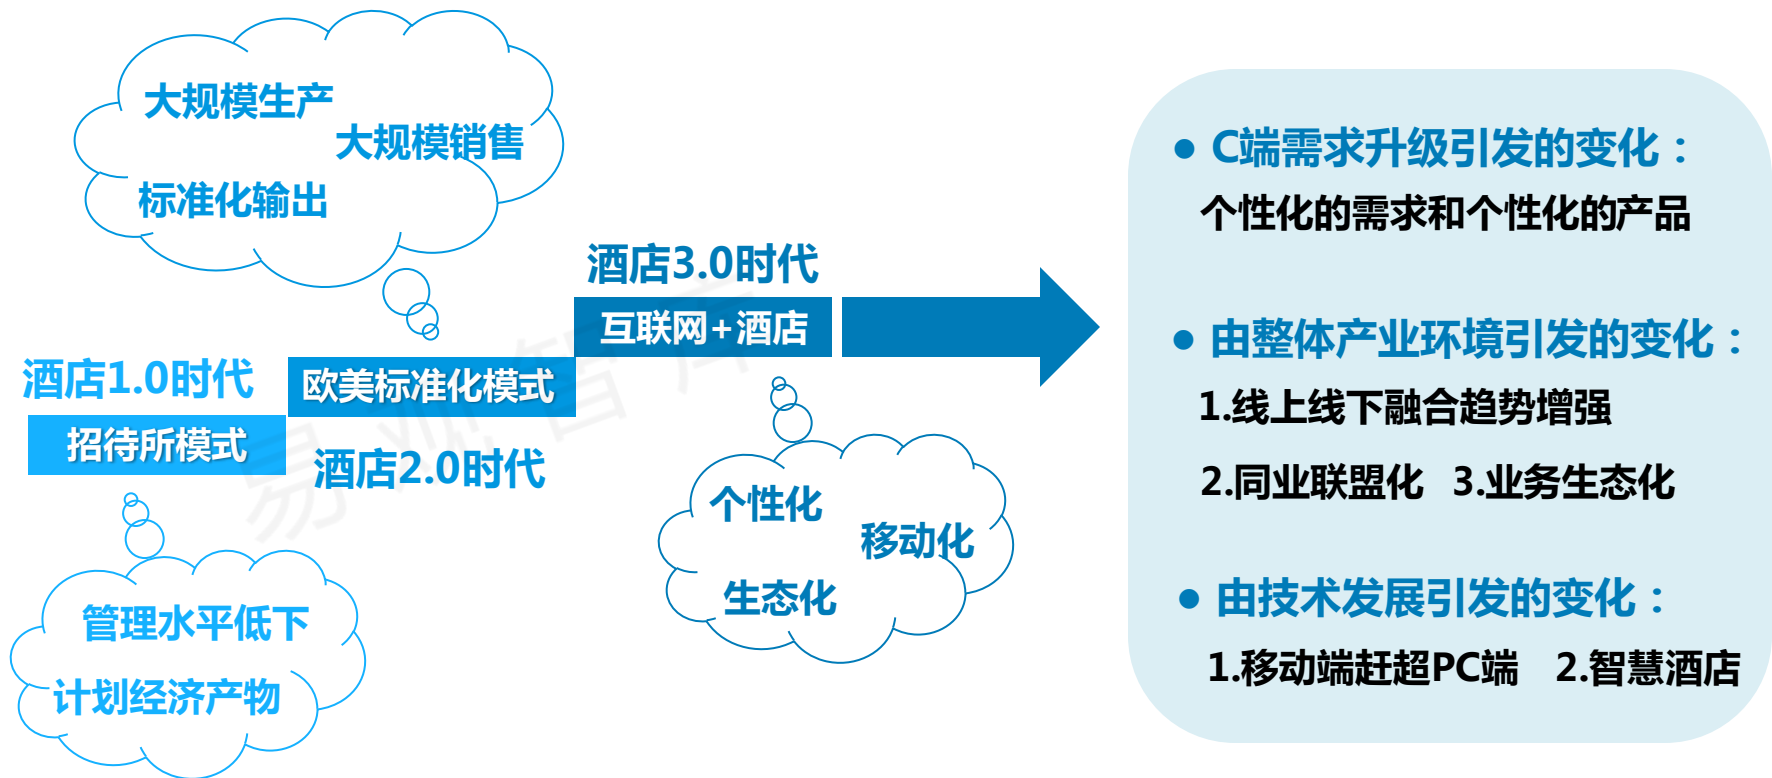 大规模生产
大规模销售
标准化输出
酒店3.0时代
互联网+酒店
酒店1.0时代
招待所模式
欧美标准化模式
酒店2.0时代
管理水平低下
计划经济产物
个性化
移动化
生态化
● C端需求升级引发的变化：
个性化的需求和个性化的产品
● 由整体产业环境引发的变化：
1.线上线下融合趋势增强
2.同业联盟化 3.业务生态化
● 由技术发展引发的变化：
1.移动端赶超PC端 2.智慧酒店
易观智库